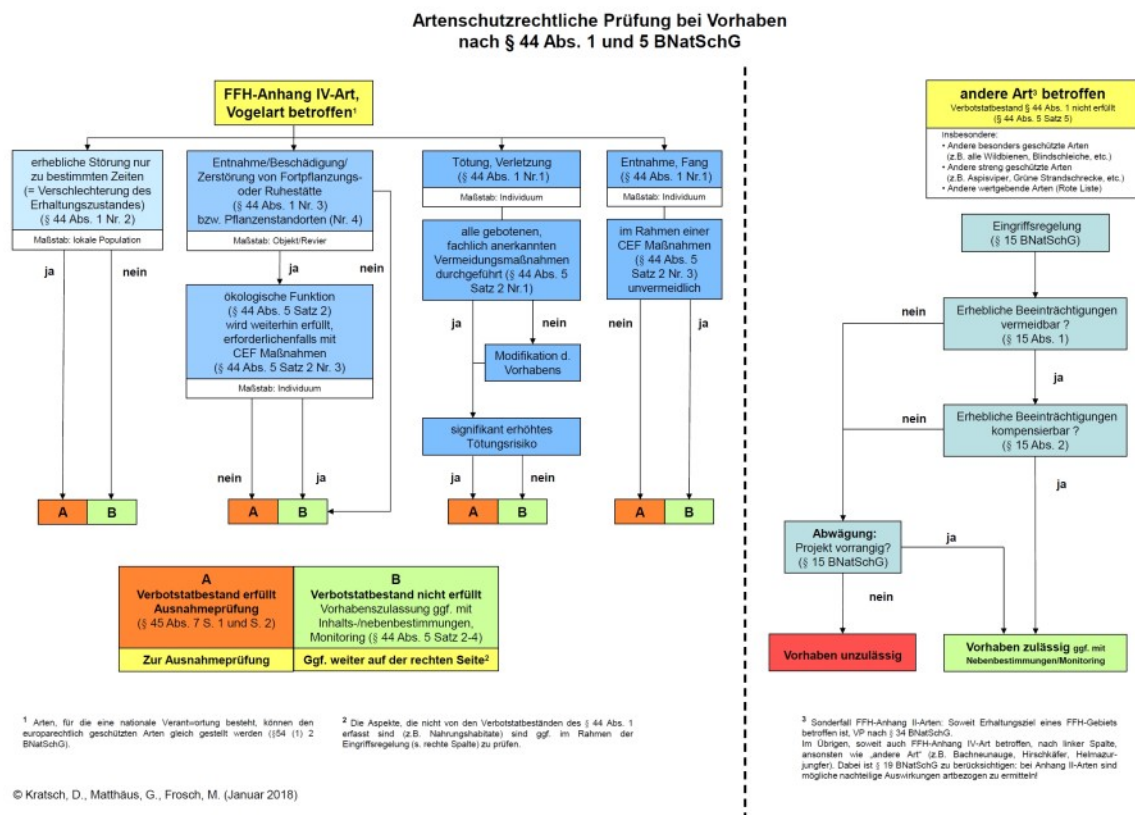 Artenschutzrechtliche Prüfung bei Vorhaben
nach § 44 Abs. 1 und 5 BNatSchG
FFH-Anhang IV-Art,
Vogelart betroffen¹
erhebliche Störung nur
zu bestimmten Zeiten
(= Verschlechterung des
Erhaltungszustandes)
(§ 44 Abs. 1 Nr. 2)
Maßstab: lokale Population
ja
nein
Entnahme/Beschädigung/
Zerstörung von Fortpflanzungs-
oder Ruhestätte
(§ 44 Abs. 1 Nr. 3)
bzw. Pflanzenstandorten (Nr. 4)
Maßstab: Objekt/Revier
ja
nein
ökologische Funktion
(§ 44 Abs. 5 Satz 2)
wird weiterhin erfüllt,
erforderlichenfalls mit
CEF Maßnahmen
(§ 44 Abs. 5 Satz 2 Nr. 3)
Maßstab: Individuum
nein
ja
Tötung, Verletzung
(§ 44 Abs. 1 Nr.1)
Maßstab: Individuum
alle gebotenen,
fachlich anerkannten
Vermeidungsmaßnahmen
durchgeführt (§ 44 Abs. 5
Satz 2 Nr.1)
ja
nein
Modifikation d.
Vorhabens
signifikant erhöhtes
Tötungsrisiko
ja
nein
Entnahme, Fang
(§ 44 Abs. 1 Nr.1)
Maßstab: Individuum
im Rahmen einer
CEF Maßnahmen
(§ 44 Abs. 5
Satz 2 Nr. 3)
unvermeidlich
nein
ja
A B
A B
A B
A B
A
Verbotstatbestand erfüllt
Ausnahmeprüfung
(§ 45 Abs. 7 S. 1 und S. 2)
Zur Ausnahmeprüfung
B
Verbotstatbestand nicht erfüllt
Vorhabenszulassung ggf. mit
Inhalts-/nebenbestimmungen,
Monitoring (§ 44 Abs. 5 Satz 2-4)
Ggf. weiter auf der rechten Seite²
¹ Arten, für die eine nationale Verantwortung besteht, können den
europarechtlich geschützten Arten gleich gestellt werden (§54 (1) 2
BNatSchG).
² Die Aspekte, die nicht von den Verbotstatbeständen des § 44 Abs. 1
erfasst sind (z.B. Nahrungshabitate) sind ggf. im Rahmen der
Eingriffsregelung (s. rechte Spalte) zu prüfen.
© Kratsch, D., Matthäus, G., Frosch, M. (Januar 2018)
andere Art³ betroffen
Verbotstatbestand § 44 Abs. 1 nicht erfüllt
(§ 44 Abs. 5 Satz 5)
Insbesondere:
• Andere besonders geschützte Arten
(z.B. alle Wildbienen, Blindschleiche, etc.)
• Andere streng geschützte Arten
(z.B. Aspisviper, Grüne Strandschrecke, etc.)
• Andere wertgebende Arten (Rote Liste)
Eingriffsregelung
(§ 15 BNatSchG)
Erhebliche Beeinträchtigungen
vermeidbar ?
(§ 15 Abs. 1)
nein
ja
Erhebliche Beeinträchtigungen
kompensierbar ?
(§ 15 Abs. 2)
nein
ja
Abwägung:
Projekt vorrangig?
(§ 15 BNatSchG)
ja
nein
Vorhaben unzulässig
Vorhaben zulässig ggf. mit
Nebenbestimmungen/Monitoring
³ Sonderfall FFH-Anhang II-Arten: Soweit Erhaltungsziel eines FFH-Gebiets
betroffen ist, VP nach § 34 BNatSchG.
Im Übrigen, soweit auch FFH-Anhang IV-Art betroffen, nach linker Spalte,
ansonsten wie „andere Art“ (z.B. Bachneunauge, Hirschkäfer, Helmazur-
jungfer). Dabei ist § 19 BNatSchG zu berücksichtigen: bei Anhang II-Arten sind
mögliche nachteilige Auswirkungen artbezogen zu ermitteln!